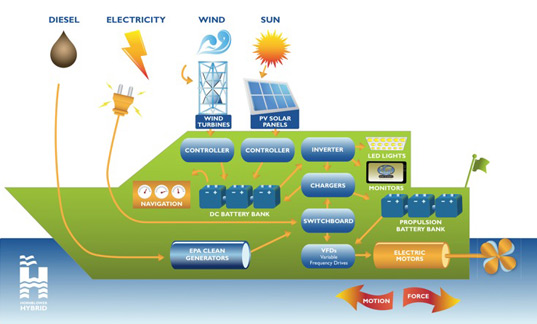 DIESEL
ELECTRICITY
WIND
SUN
WIND
TURBINES
PV SOLAR
PANELS
CONTROLLER
CONTROLLER
INVERTER
LED LIGHTS
MONITORS
CHARGERS
NAVIGATION
DC BATTERY BANK
SWITCHBOARD
PROPULSION
BATTERY BANK
EPA CLEAN
GENERATORS
VFDs
Variable
Frequency Drives
ELECTRIC
MOTORS
HORNBLOWER
HYBRID
MOTION
FORCE